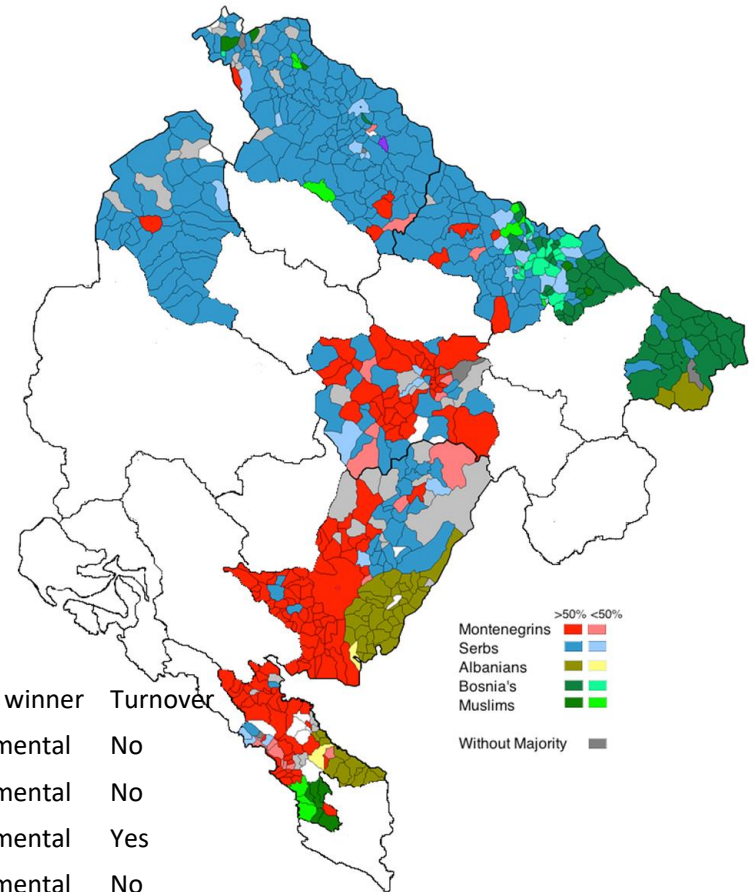 >50% <50%
Montenegrins
Serbs
Albanians
Bosnia's
Muslims
Without Majority
winner Turnover
mental No
mental No
mental Yes
mental No